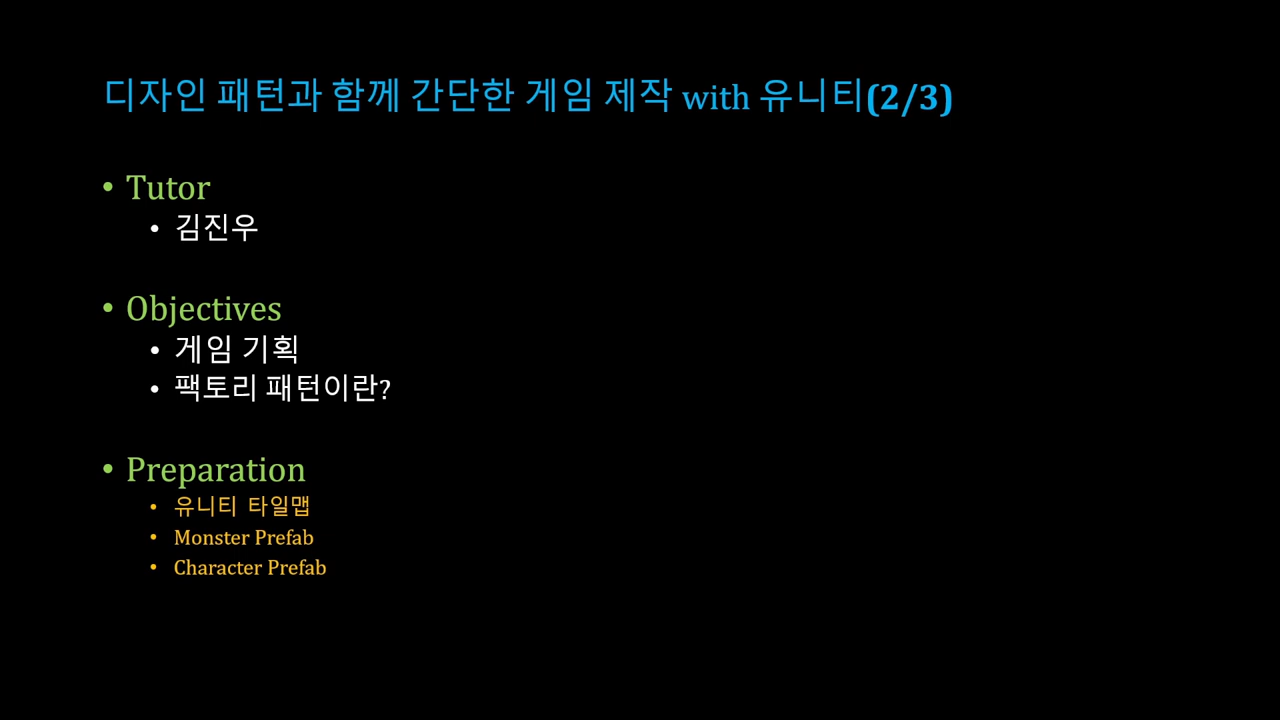 디자인 패턴과 함께 간단한 게임 제작 with 유니티(2/3)
• Tutor
• 김진우
• Objectives
• 게임 기획
• 팩토리 패턴이란?
• Preparation
• 유니티 타일맵
• Monster Prefab
• Character Prefab